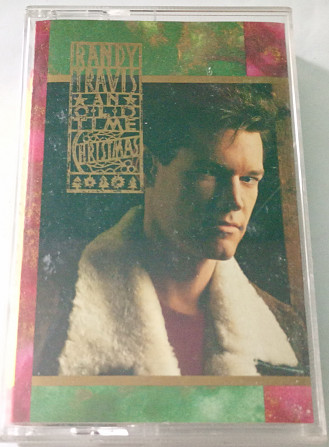 RANDY
TRAVIS
AN
OLD
TIME
CHRISTMAS